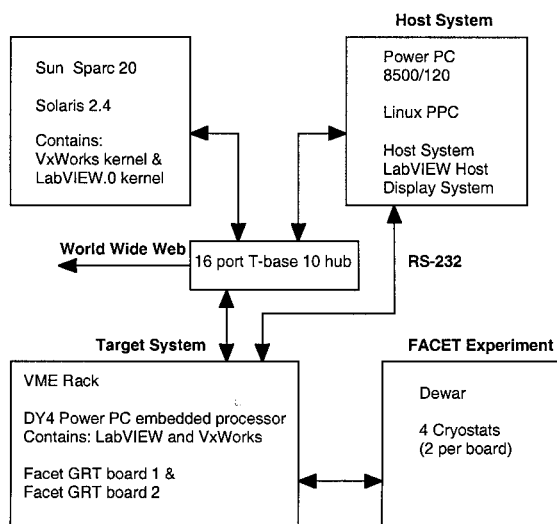 Host System
Sun Sparc 20
Solaris 2.4
Contains:
VxWorks kernel &
LabVIEW.0 kernel
Power PC
8500/120
Linux PPC
Host System
LabVIEW Host
Display System
World Wide Web
16 port T-base 10 hub
RS-232
Target System
VME Rack
DY4 Power PC embedded processor
Contains: LabVIEW and VxWorks
Facet GRT board 1 &
Facet GRT board 2
FACET Experiment
Dewar
4 Cryostats
(2 per board)